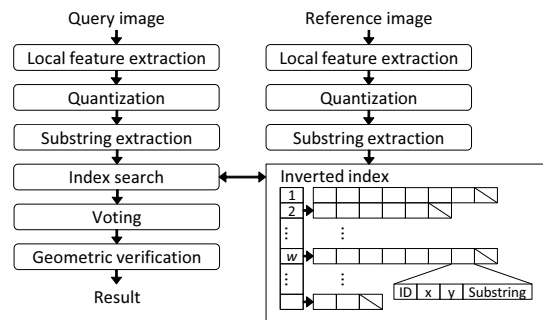 Query image
Local feature extraction
Quantization
Substring extraction
Index search
Voting
Geometric verification
Result
Reference image
Local feature extraction
Quantization
Substring extraction
Inverted index
1
2
⋮ ⋮
w
⋮ ⋮
ID x y Substring